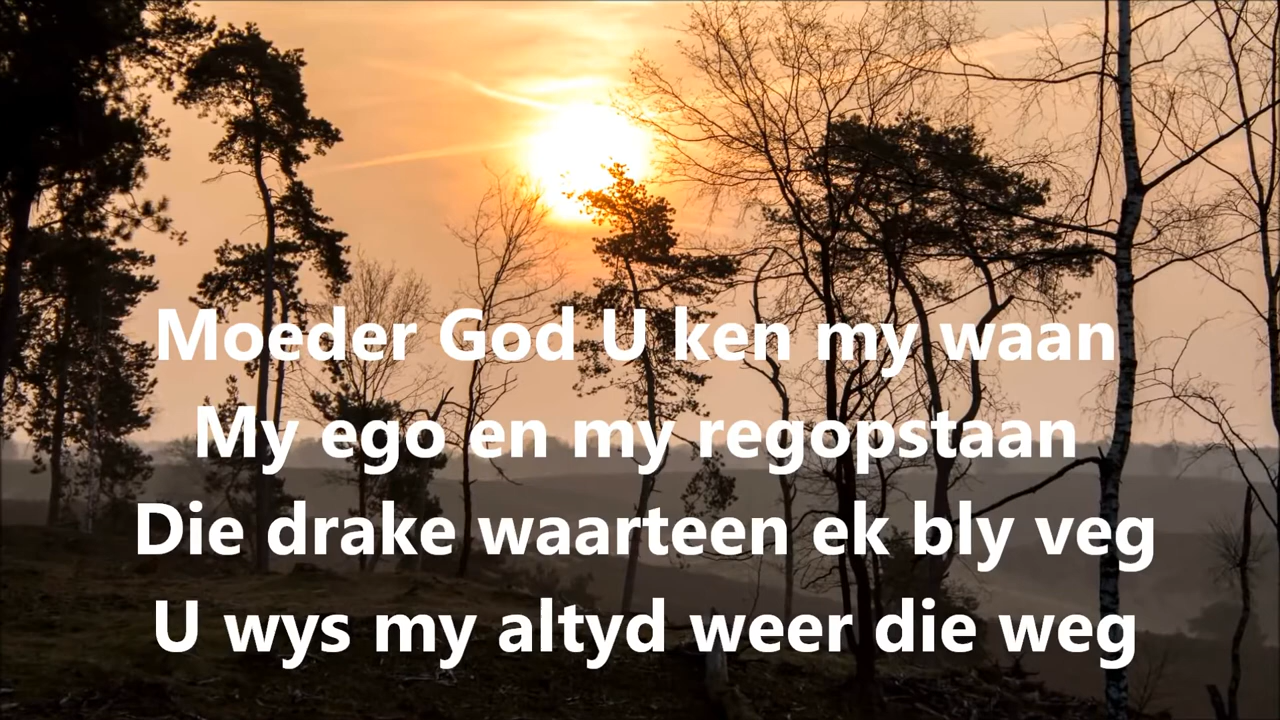 Moeder God U ken my waan
My ego en my regopstaan
Die drake waarteen ek bly veg
U wys my altyd weer die weg